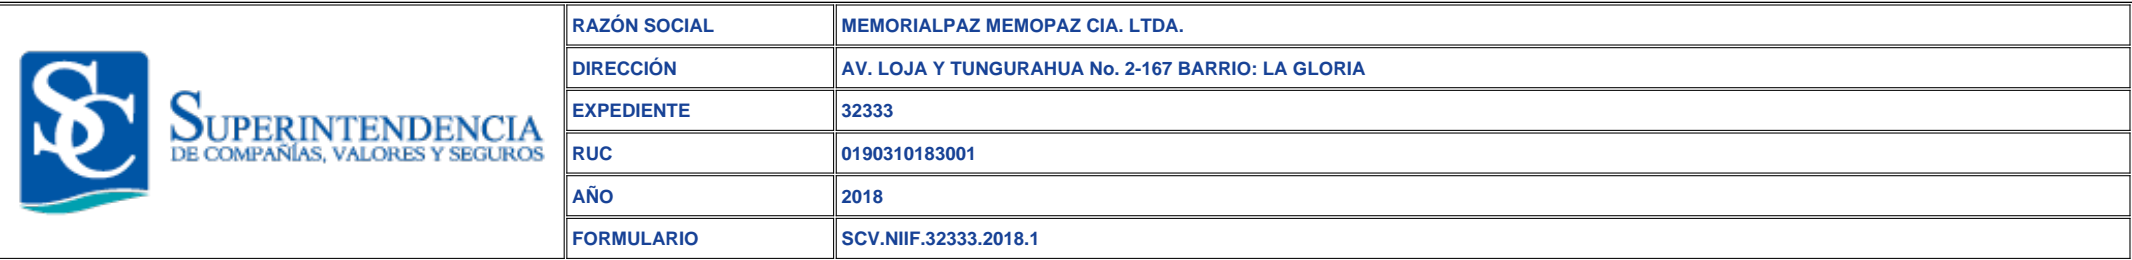 SC
SUPERINTENDENCIA
DE COMPAÑÍAS, VALORES Y SEGUROS
RAZÓN SOCIAL MEMORIALPAZ MEMOPAZ CIA. LTDA.
DIRECCIÓN AV. LOJA Y TUNGURAHUA No. 2-167 BARRIO: LA GLORIA
EXPEDIENTE 32333
RUC 0190310183001
AÑO 2018
FORMULARIO SCV.NIIF.32333.2018.1